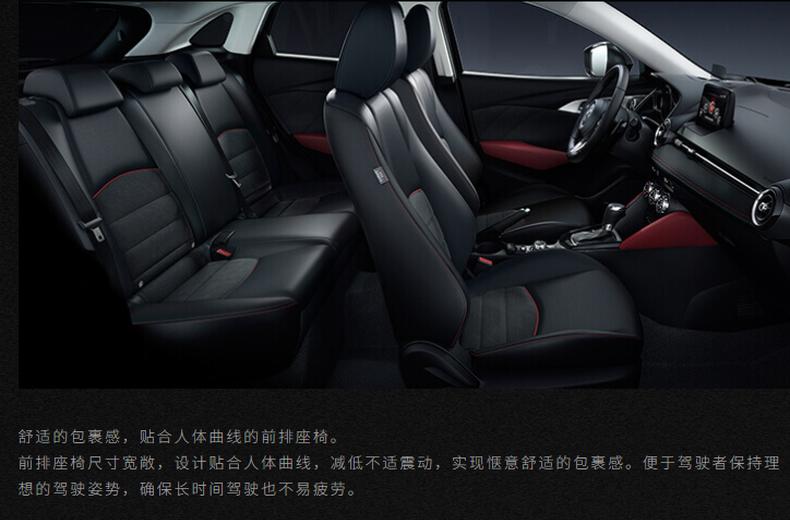 舒适的包裹感，贴合人体曲线的前排座椅。
前排座椅尺寸宽敞，设计贴合人体曲线，减低不适震动，实现惬意舒适的包裹感。便于驾驶者保持理
想的驾驶姿势，确保长时间驾驶也不易疲劳。